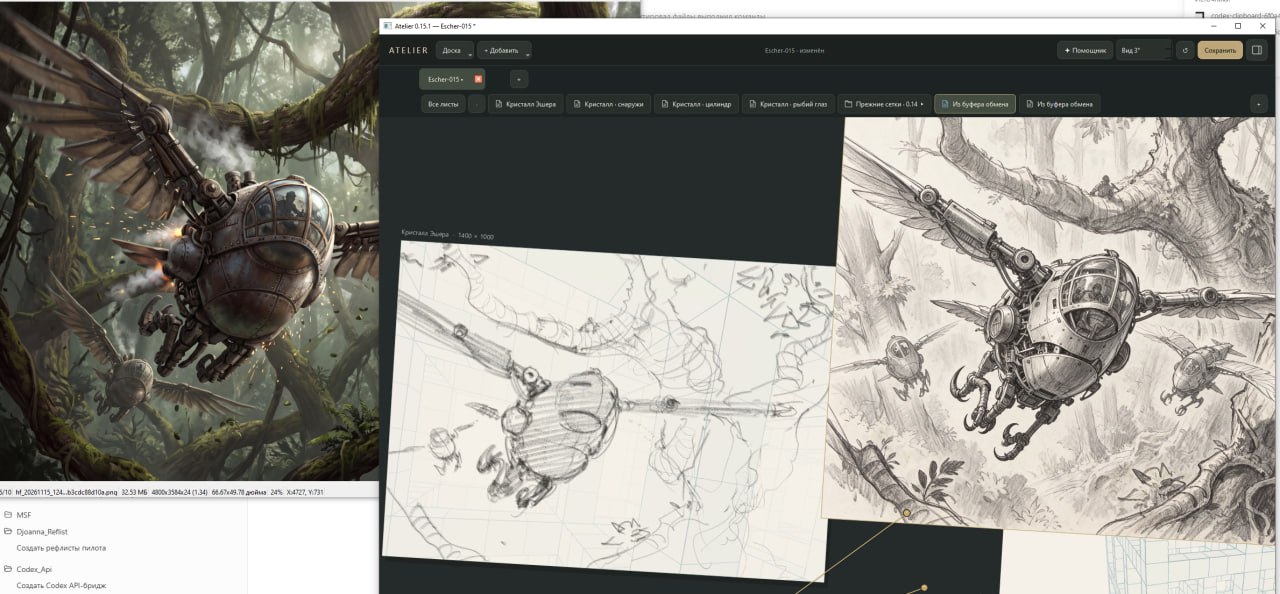 Atelier 0.15.1 — Escher-015 *
ATELIER
Доска
+ Добавить
Escher-015 · изменён
Помощник
Вид 3°
Сохранить
Escher-015 •
+
Все листы
Кристалл Эшера
Кристалл - снаружи
Кристалл - цилиндр
Кристалл - рыбий глаз
Прежние сетки · 0.14
Из буфера обмена
Из буфера обмена
+
Кристалл Эшера · 1400 × 1000
32.53 MБ 4800x3584x24 (1.34) 66.67x49.78 дюйма 24% X:4727, Y:731
MSF
Djoanna_Reflist
Создать рефлисты пилота
Codex_Api
Создать Codex API-бридж